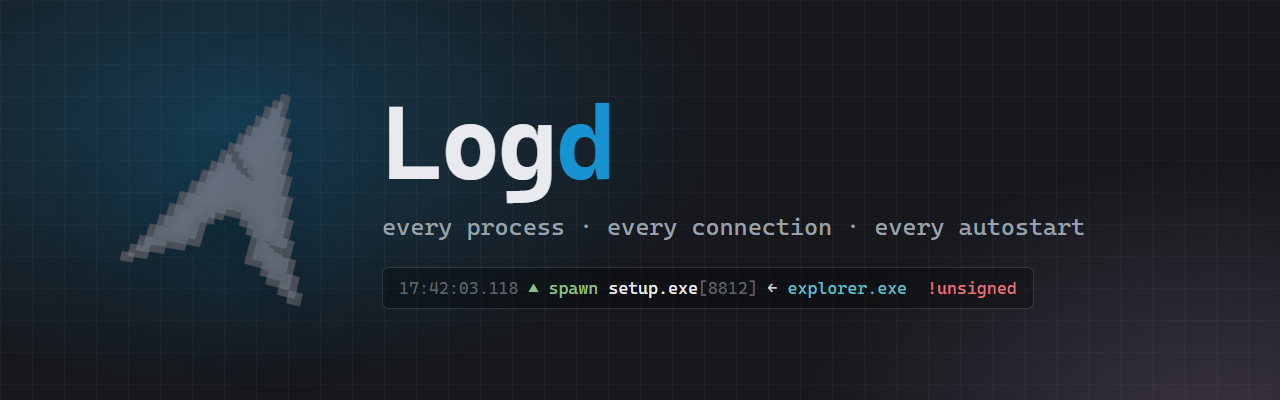 Logd
every process · every connection · every autostart
17:42:03.118 ▲ spawn setup.exe[8812] ← explorer.exe !unsigned